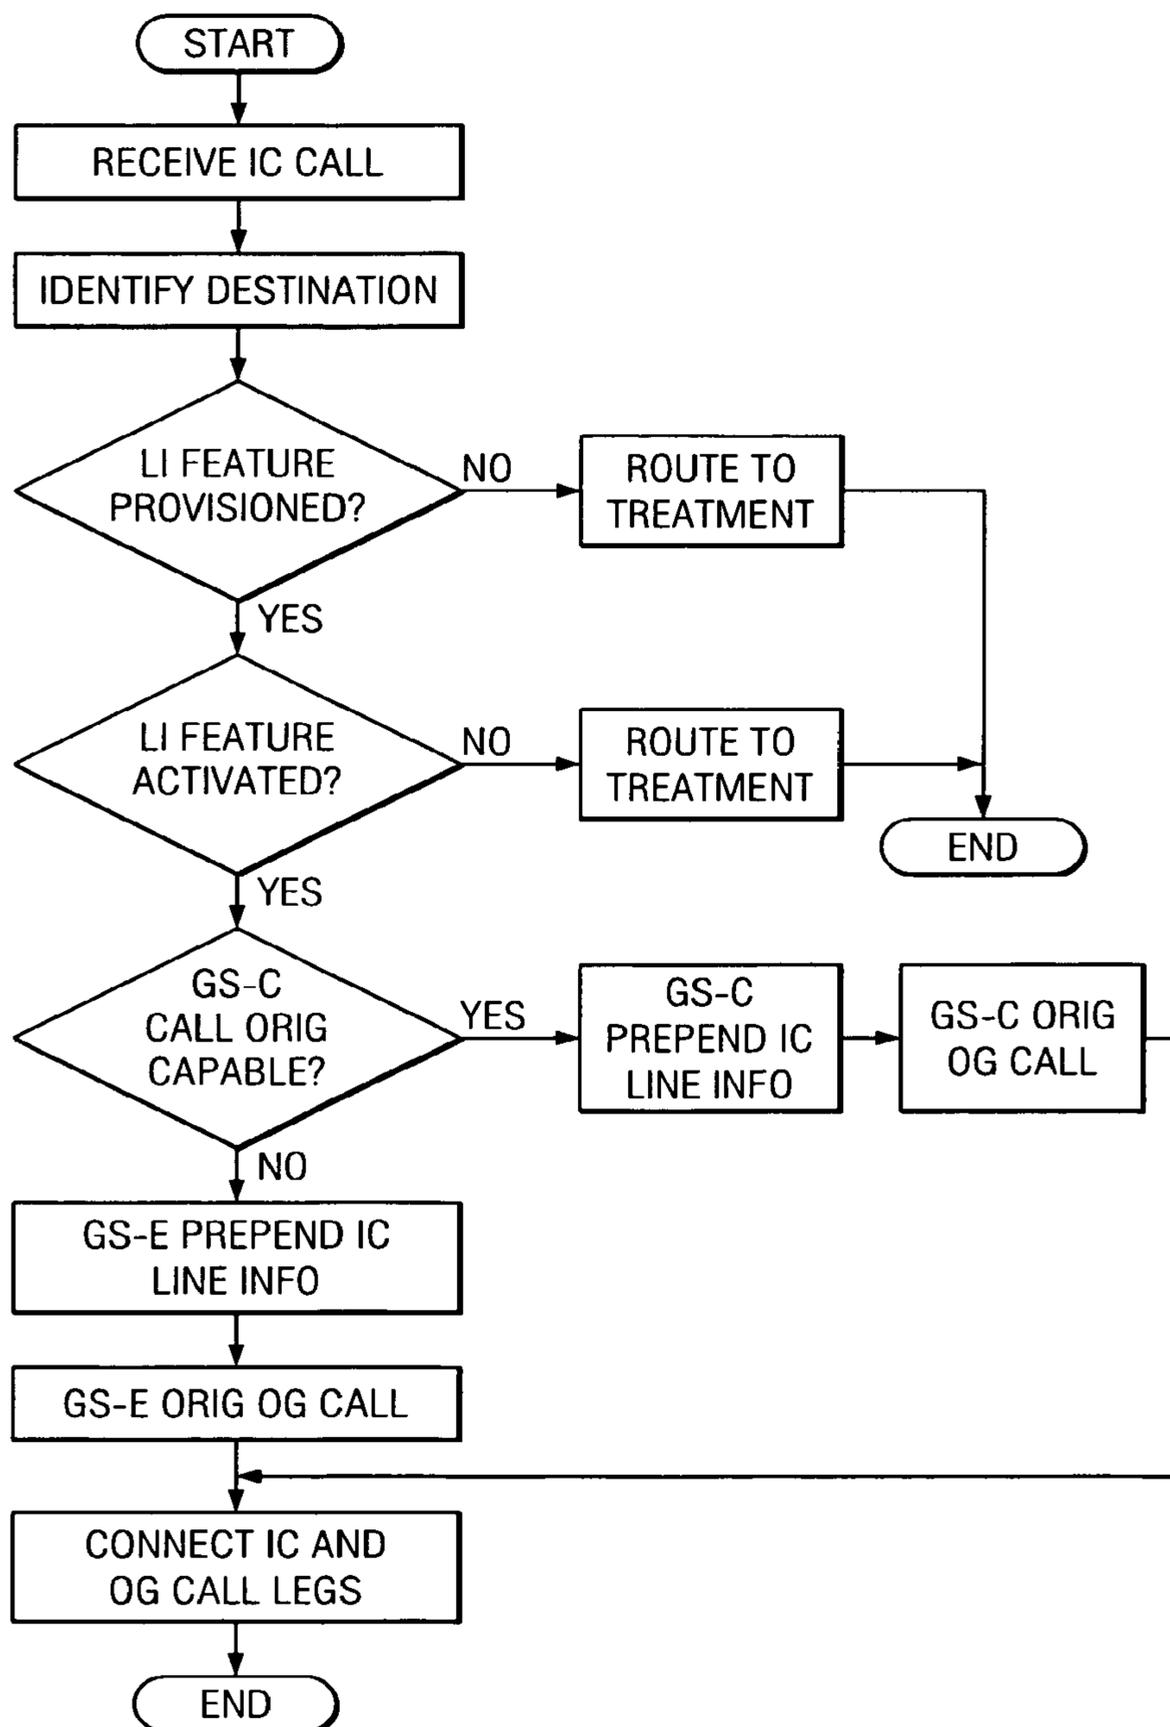 START
RECEIVE IC CALL
IDENTIFY DESTINATION
LI FEATURE
PROVISIONED?
NO
ROUTE TO
TREATMENT
YES
LI FEATURE
ACTIVATED?
NO
ROUTE TO
TREATMENT
END
YES
GS-C
CALL ORIG
CAPABLE?
YES
GS-C
PREPEND IC
LINE INFO
GS-C ORIG
OG CALL
NO
GS-E PREPEND IC
LINE INFO
GS-E ORIG OG CALL
CONNECT IC AND
OG CALL LEGS
END